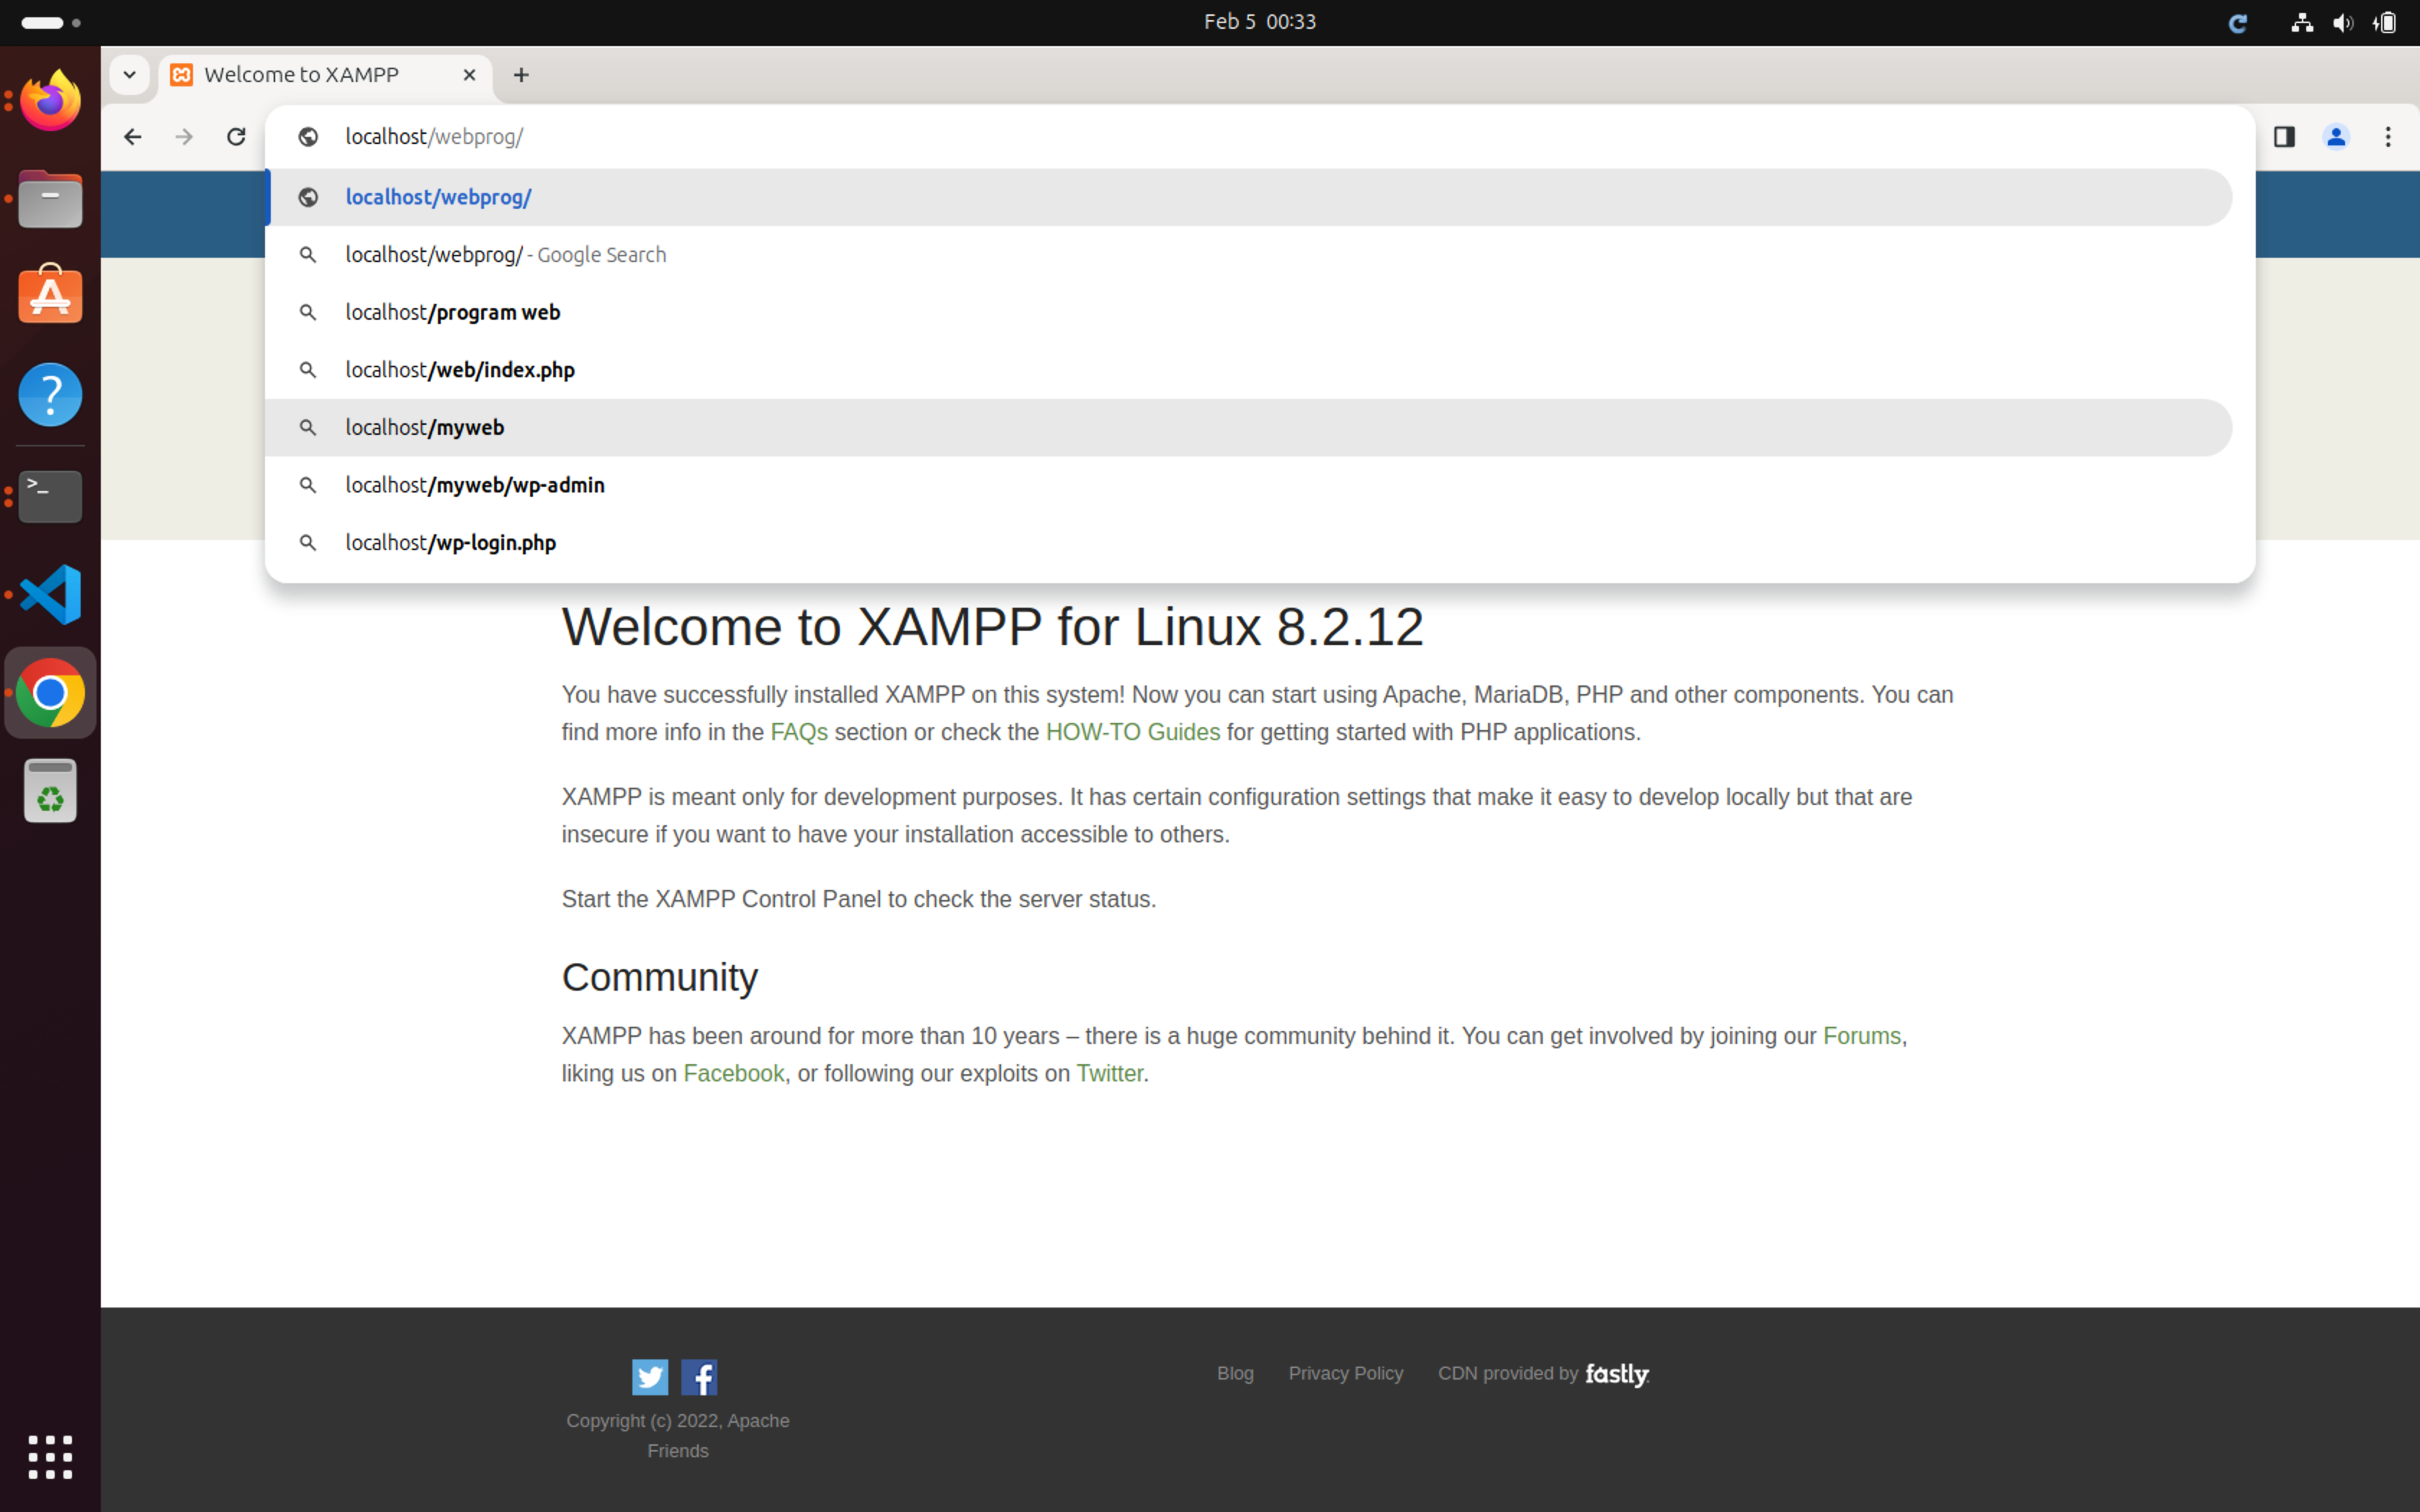 Feb 5 00:33
Welcome to XAMPP
localhost/webprog/
localhost/webprog/
localhost/webprog/ - Google Search
localhost/program web
localhost/web/index.php
localhost/myweb
localhost/myweb/wp-admin
localhost/wp-login.php
Welcome to XAMPP for Linux 8.2.12
You have successfully installed XAMPP on this system! Now you can start using Apache, MariaDB, PHP and other components. You can
find more info in the FAQs section or check the HOW-TO Guides for getting started with PHP applications.
XAMPP is meant only for development purposes. It has certain configuration settings that make it easy to develop locally but that are
insecure if you want to have your installation accessible to others.
Start the XAMPP Control Panel to check the server status.
Community
XAMPP has been around for more than 10 years – there is a huge community behind it. You can get involved by joining our Forums,
liking us on Facebook, or following our exploits on Twitter.
Blog Privacy Policy CDN provided by fastly
Copyright (c) 2022, Apache
Friends